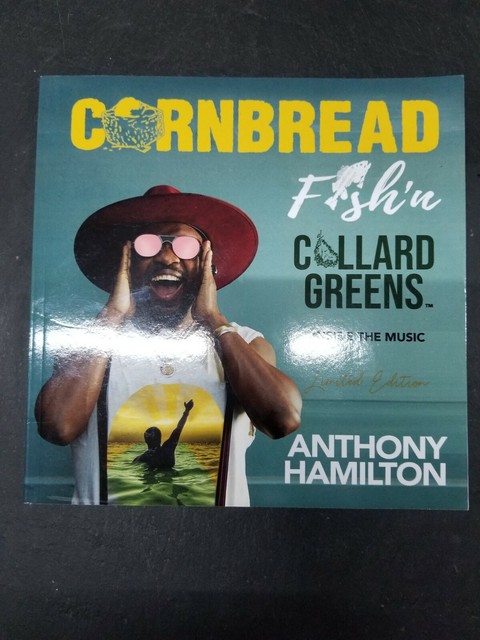 CORNBREAD
Fish'n
COLLARD
GREENS™
THE MUSIC
Limited Edition
ANTHONY
HAMILTON